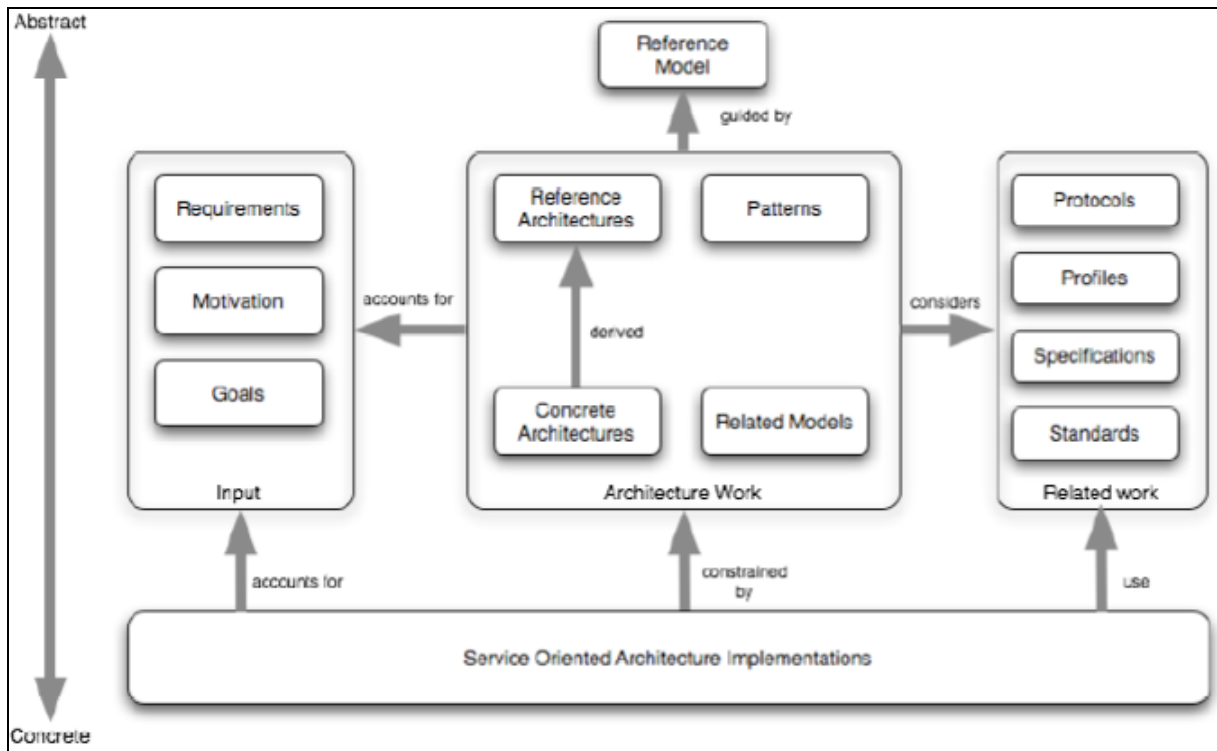 Abstract
Reference
Model
guided by
Requirements
Motivation
Goals
Input
accounts for
Reference
Architectures
Patterns
derived
Concrete
Architectures
Related Models
Architecture Work
considers
Protocols
Profiles
Specifications
Standards
Related work
accounts for
constrained
by
use
Service Oriented Architecture Implementations
Concrete